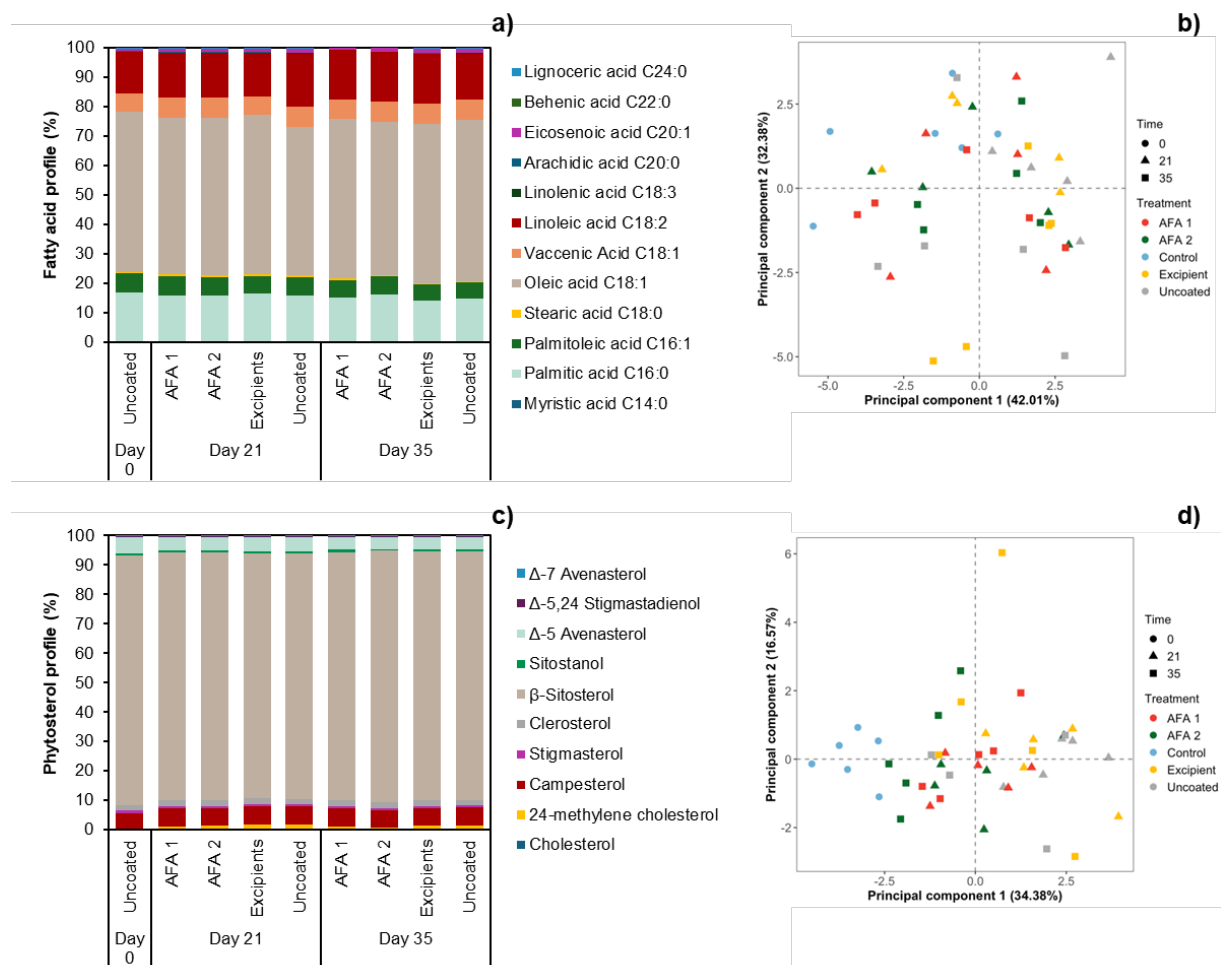 a)
Fatty acid profile (%)
100
90
80
70
60
50
40
30
20
10
0
Uncoated
AFA 1
AFA 2
Excipients
Uncoated
AFA 1
AFA 2
Excipients
Uncoated
Day 0
Day 21
Day 35
Lignoceric acid C24:0
Behenic acid C22:0
Eicosenoic acid C20:1
Arachidic acid C20:0
Linolenic acid C18:3
Linoleic acid C18:2
Vaccenic Acid C18:1
Oleic acid C18:1
Stearic acid C18:0
Palmitoleic acid C16:1
Palmitic acid C16:0
Myristic acid C14:0
b)
Principal component 2 (32.38%)
2.5
0.0
-2.5
-5.0
-5.0
-2.5
0.0
2.5
Principal component 1 (42.01%)
Time
0
21
35
Treatment
AFA 1
AFA 2
Control
Excipient
Uncoated
c)
Phytosterol profile (%)
100
90
80
70
60
50
40
30
20
10
0
Uncoated
AFA 1
AFA 2
Excipients
Uncoated
AFA 1
AFA 2
Excipients
Uncoated
Day 0
Day 21
Day 35
Δ-7 Avenasterol
Δ-5,24 Stigmastadienol
Δ-5 Avenasterol
Sitostanol
β-Sitosterol
Clerosterol
Stigmasterol
Campesterol
24-methylene cholesterol
Cholesterol
d)
Principal component 2 (16.57%)
6
4
2
0
-2
-2.5
0.0
2.5
Principal component 1 (34.38%)
Time
0
21
35
Treatment
AFA 1
AFA 2
Control
Excipient
Uncoated